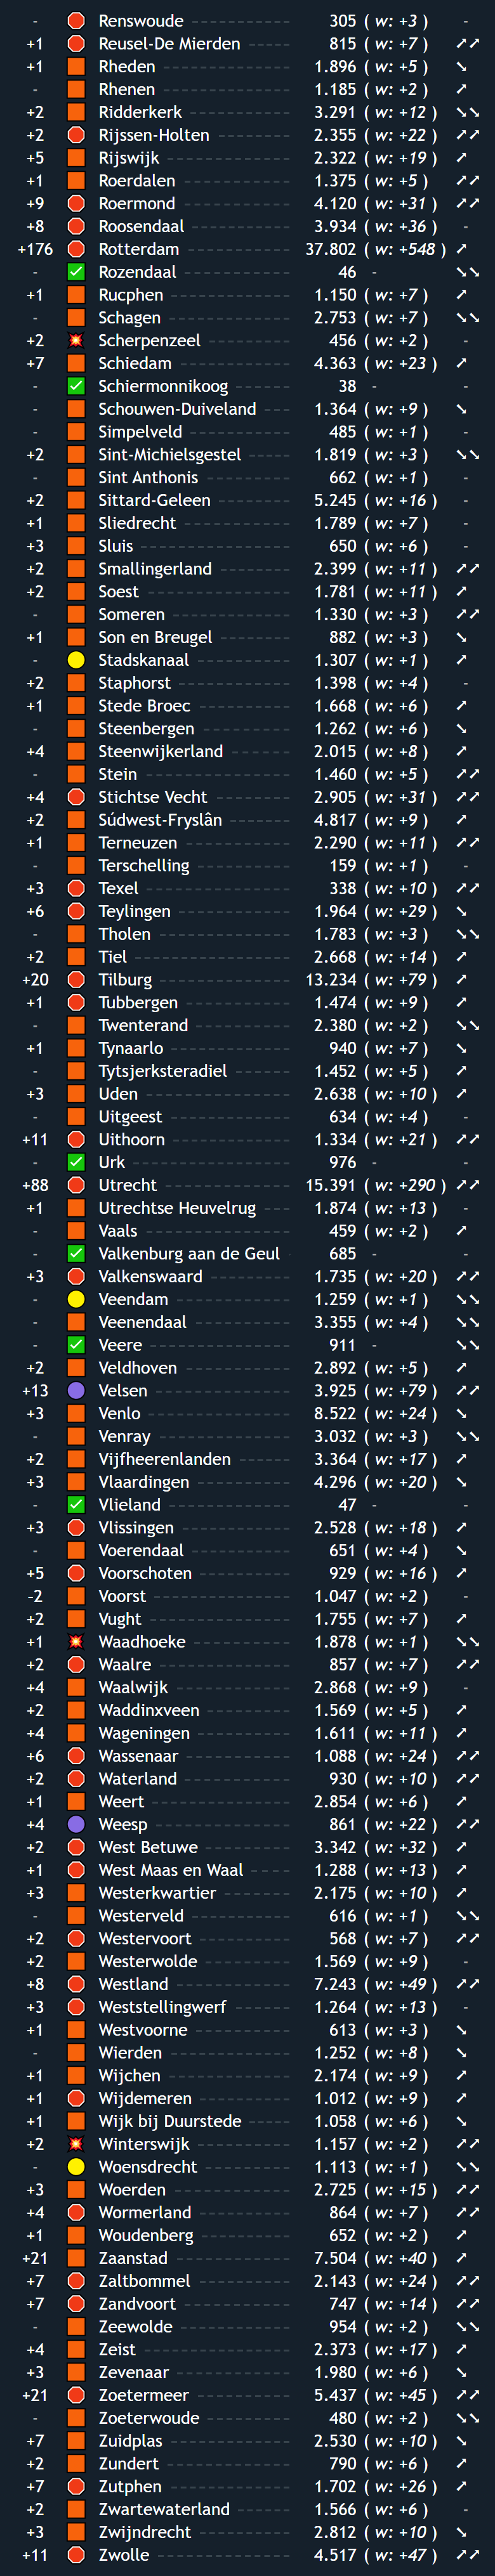 - Renswoude 305 ( w: +3 ) -
+1 Reusel-De Mierden 815 ( w: +7 ) ➚➚
+1 Rheden 1.896 ( w: +5 ) ➘
- Rhenen 1.185 ( w: +2 ) ➚
+2 Ridderkerk 3.291 ( w: +12 ) ➘➘
+2 Rijssen-Holten 2.355 ( w: +22 ) ➚➚
+5 Rijswijk 2.322 ( w: +19 ) ➚
+1 Roerdalen 1.375 ( w: +5 ) ➚➚
+9 Roermond 4.120 ( w: +31 ) ➚➚
+8 Roosendaal 3.934 ( w: +36 ) -
+176 Rotterdam 37.802 ( w: +548 ) ➚
- Rozendaal 46 - ➘➘
+1 Rucphen 1.150 ( w: +7 ) ➚
- Schagen 2.753 ( w: +7 ) ➘➘
+2 Scherpenzeel 456 ( w: +2 ) -
+7 Schiedam 4.363 ( w: +23 ) ➚
- Schiermonnikoog 38 - -
- Schouwen-Duiveland 1.364 ( w: +9 ) ➘
- Simpelveld 485 ( w: +1 ) -
+2 Sint-Michielsgestel 1.819 ( w: +3 ) ➘➘
- Sint Anthonis 662 ( w: +1 ) -
+2 Sittard-Geleen 5.245 ( w: +16 ) -
+1 Sliedrecht 1.789 ( w: +7 ) -
+3 Sluis 650 ( w: +6 ) -
+2 Smallingerland 2.399 ( w: +11 ) ➚➚
+2 Soest 1.781 ( w: +11 ) ➚
- Someren 1.330 ( w: +3 ) ➚➚
+1 Son en Breugel 882 ( w: +3 ) ➘
- Stadskanaal 1.307 ( w: +1 ) ➚
+2 Staphorst 1.398 ( w: +4 ) -
+1 Stede Broec 1.668 ( w: +6 ) ➚
- Steenbergen 1.262 ( w: +6 ) ➘
+4 Steenwijkerland 2.015 ( w: +8 ) ➚
- Stein 1.460 ( w: +5 ) ➚➚
+4 Stichtse Vecht 2.905 ( w: +31 ) ➚➚
+2 Súdwest-Fryslân 4.817 ( w: +9 ) ➚
+1 Terneuzen 2.290 ( w: +11 ) ➚➚
- Terschelling 159 ( w: +1 ) -
+3 Texel 338 ( w: +10 ) ➚➚
+6 Teylingen 1.964 ( w: +29 ) ➘
- Tholen 1.783 ( w: +3 ) ➘➘
+2 Tiel 2.668 ( w: +14 ) ➚
+20 Tilburg 13.234 ( w: +79 ) ➚
+1 Tubbergen 1.474 ( w: +9 ) ➚
- Twenterand 2.380 ( w: +2 ) ➘➘
+1 Tynaarlo 940 ( w: +7 ) ➘
- Tytsjerksteradiel 1.452 ( w: +5 ) ➚
+3 Uden 2.638 ( w: +10 ) ➚
- Uitgeest 634 ( w: +4 ) -
+11 Uithoorn 1.334 ( w: +21 ) ➚➚
- Urk 976 - -
+88 Utrecht 15.391 ( w: +290 ) ➚➚
+1 Utrechtse Heuvelrug 1.874 ( w: +13 ) -
- Vaals 459 ( w: +2 ) ➚
- Valkenburg aan de Geul 685 - -
+3 Valkenswaard 1.735 ( w: +20 ) ➚➚
- Veendam 1.259 ( w: +1 ) ➘➘
- Veenendaal 3.355 ( w: +4 ) ➘➘
- Veere 911 - ➘➘
+2 Veldhoven 2.892 ( w: +5 ) ➚
+13 Velsen 3.925 ( w: +79 ) ➚➚
+3 Venlo 8.522 ( w: +24 ) ➘
- Venray 3.032 ( w: +3 ) ➘➘
+2 Vijfheerenlanden 3.364 ( w: +17 ) ➚
+3 Vlaardingen 4.296 ( w: +20 ) ➘
- Vlieland 47 - -
+3 Vlissingen 2.528 ( w: +18 ) ➚
- Voerendaal 651 ( w: +4 ) ➘
+5 Voorschoten 929 ( w: +16 ) ➚
-2 Voorst 1.047 ( w: +2 ) -
+2 Vught 1.755 ( w: +7 ) ➚
+1 Waadhoeke 1.878 ( w: +1 ) ➘➘
+2 Waalre 857 ( w: +7 ) ➚➚
+4 Waalwijk 2.868 ( w: +9 ) -
+2 Waddinxveen 1.569 ( w: +5 ) ➚
+4 Wageningen 1.611 ( w: +11 ) ➚
+6 Wassenaar 1.088 ( w: +24 ) ➚➚
+2 Waterland 930 ( w: +10 ) ➚➚
+1 Weert 2.854 ( w: +6 ) ➚
+4 Weesp 861 ( w: +22 ) ➚➚
+2 West Betuwe 3.342 ( w: +32 ) ➚
+1 West Maas en Waal 1.288 ( w: +13 ) ➚
+3 Westerkwartier 2.175 ( w: +10 ) ➚
- Westerveld 616 ( w: +1 ) ➘➘
+2 Westervoort 568 ( w: +7 ) ➚➚
+2 Westerwolde 1.569 ( w: +9 ) -
+8 Westland 7.243 ( w: +49 ) ➚➚
+3 Weststellingwerf 1.264 ( w: +13 ) -
+1 Westvoorne 613 ( w: +3 ) ➘
- Wierden 1.252 ( w: +8 ) ➘
+1 Wijchen 2.174 ( w: +9 ) ➚
+1 Wijdemeren 1.012 ( w: +9 ) ➚
+1 Wijk bij Duurstede 1.058 ( w: +6 ) ➘
+2 Winterswijk 1.157 ( w: +2 ) ➚➚
- Woensdrecht 1.113 ( w: +1 ) ➘➘
+3 Woerden 2.725 ( w: +15 ) ➚➚
+4 Wormerland 864 ( w: +7 ) ➚➚
+1 Woudenberg 652 ( w: +2 ) ➚
+21 Zaanstad 7.504 ( w: +40 ) ➚
+7 Zaltbommel 2.143 ( w: +24 ) ➚➚
+7 Zandvoort 747 ( w: +14 ) ➚➚
- Zeewolde 954 ( w: +2 ) ➘➘
+4 Zeist 2.373 ( w: +17 ) ➚
+3 Zevenaar 1.980 ( w: +6 ) ➘
+21 Zoetermeer 5.437 ( w: +45 ) ➚➚
- Zoeterwoude 480 ( w: +2 ) ➘➘
+7 Zuidplas 2.530 ( w: +10 ) ➘
+2 Zundert 790 ( w: +6 ) ➚
+7 Zutphen 1.702 ( w: +26 ) ➚
+2 Zwartewaterland 1.566 ( w: +6 ) -
+3 Zwijndrecht 2.812 ( w: +10 ) ➘
+11 Zwolle 4.517 ( w: +47 ) ➚➚